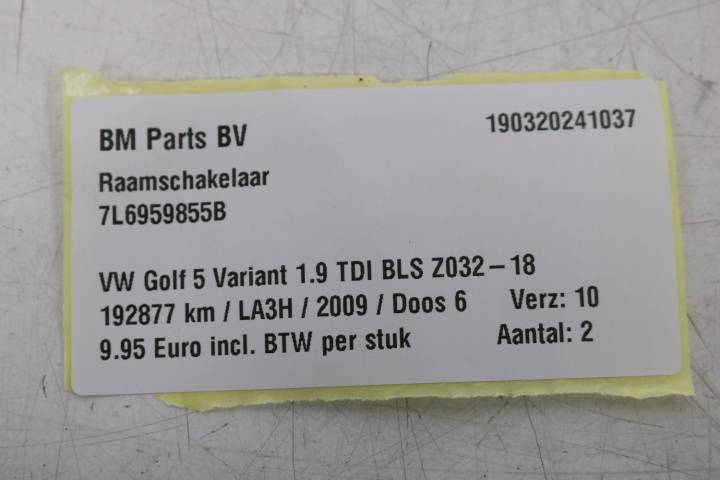 BM Parts BV 190320241037
Raamschakelaar
7L6959855B
VW Golf 5 Variant 1.9 TDI BLS Z032 – 18
192877 km / LA3H / 2009 / Doos 6 Verz: 10
9.95 Euro incl. BTW per stuk Aantal: 2